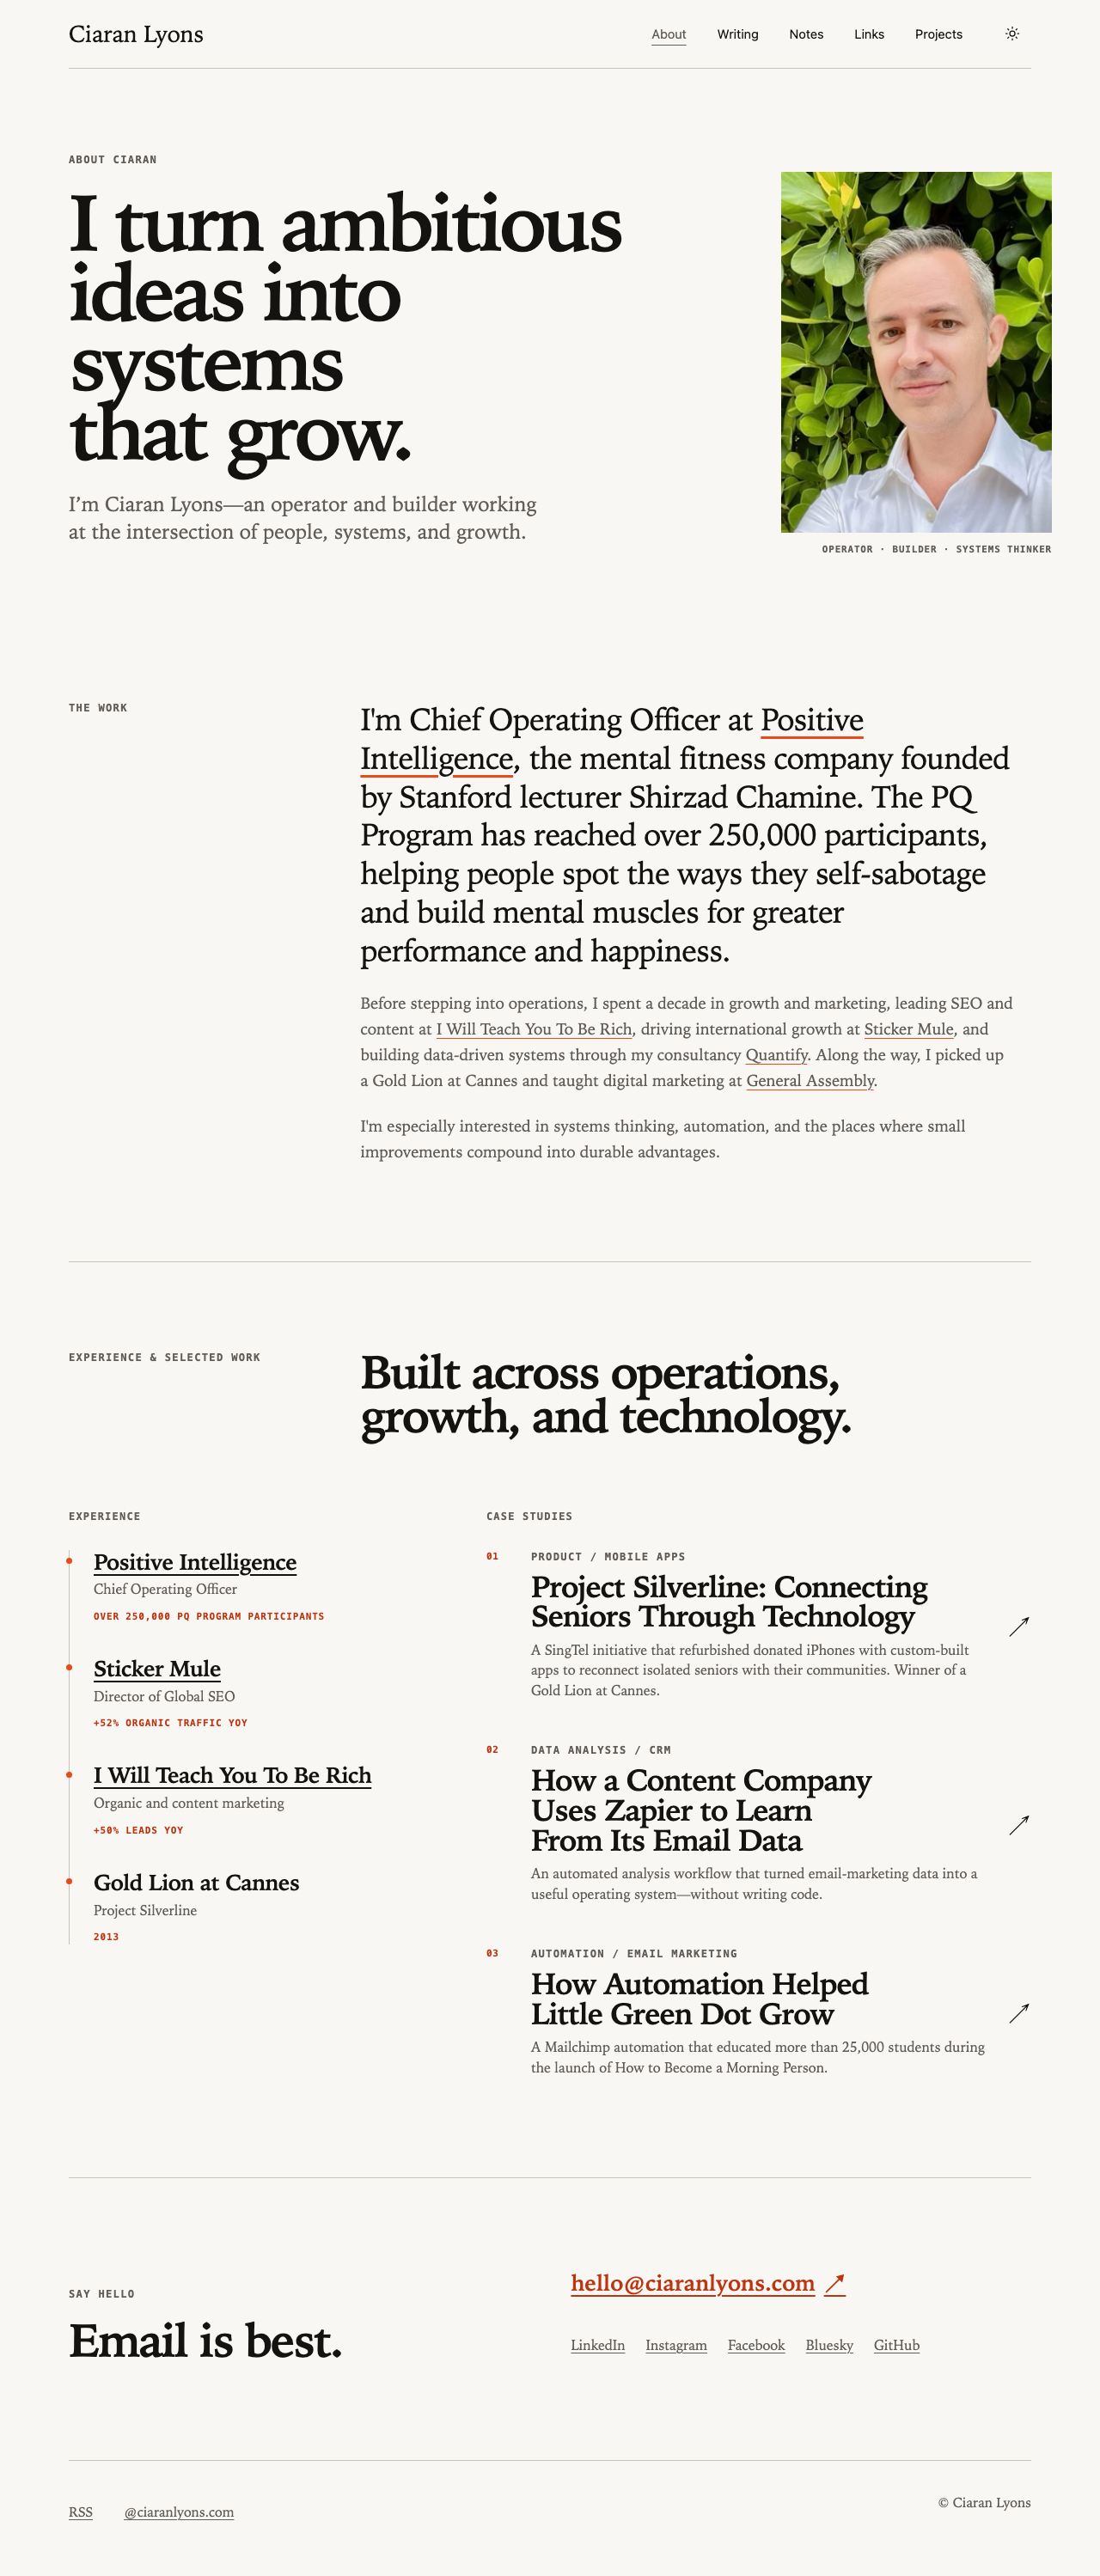 Ciaran Lyons
About
Writing
Notes
Links
Projects
ABOUT CIARAN
I turn ambitious
ideas into
systems
that grow.
I’m Ciaran Lyons—an operator and builder working
at the intersection of people, systems, and growth.
OPERATOR · BUILDER · SYSTEMS THINKER
THE WORK
I'm Chief Operating Officer at Positive
Intelligence, the mental fitness company founded
by Stanford lecturer Shirzad Chamine. The PQ
Program has reached over 250,000 participants,
helping people spot the ways they self-sabotage
and build mental muscles for greater
performance and happiness.
Before stepping into operations, I spent a decade in growth and marketing, leading SEO and
content at I Will Teach You To Be Rich, driving international growth at Sticker Mule, and
building data-driven systems through my consultancy Quantify. Along the way, I picked up
a Gold Lion at Cannes and taught digital marketing at General Assembly.
I'm especially interested in systems thinking, automation, and the places where small
improvements compound into durable advantages.
EXPERIENCE & SELECTED WORK
Built across operations,
growth, and technology.
EXPERIENCE
Positive Intelligence
Chief Operating Officer
OVER 250,000 PQ PROGRAM PARTICIPANTS
Sticker Mule
Director of Global SEO
+52% ORGANIC TRAFFIC YOY
I Will Teach You To Be Rich
Organic and content marketing
+50% LEADS YOY
Gold Lion at Cannes
Project Silverline
2013
CASE STUDIES
01
PRODUCT / MOBILE APPS
Project Silverline: Connecting
Seniors Through Technology
A SingTel initiative that refurbished donated iPhones with custom-built
apps to reconnect isolated seniors with their communities. Winner of a
Gold Lion at Cannes.
02
DATA ANALYSIS / CRM
How a Content Company
Uses Zapier to Learn
From Its Email Data
An automated analysis workflow that turned email-marketing data into a
useful operating system—without writing code.
03
AUTOMATION / EMAIL MARKETING
How Automation Helped
Little Green Dot Grow
A Mailchimp automation that educated more than 25,000 students during
the launch of How to Become a Morning Person.
SAY HELLO
Email is best.
hello@ciaranlyons.com ↗
LinkedIn
Instagram
Facebook
Bluesky
GitHub
RSS
@ciaranlyons.com
© Ciaran Lyons